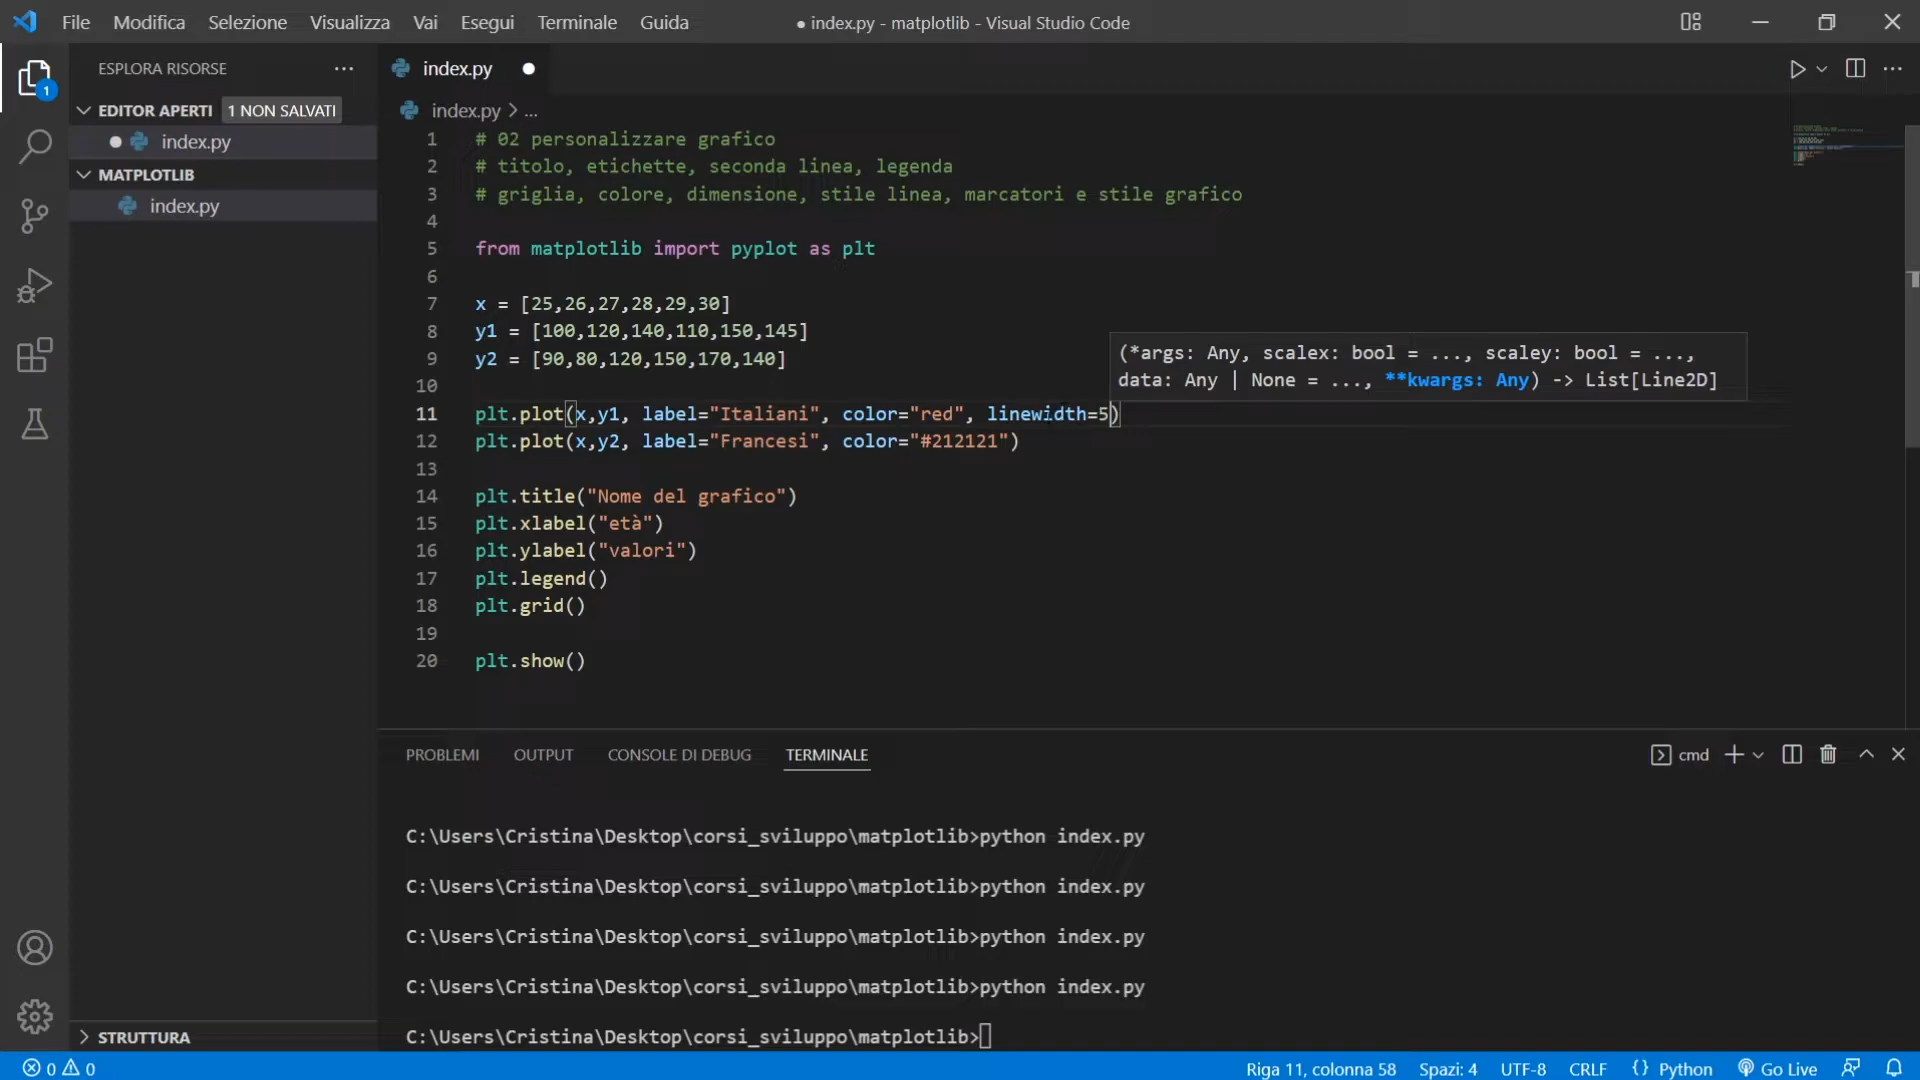 File Modifica Selezione Visualizza Vai Esegui Terminale Guida ● index.py - matplotlib - Visual Studio Code
ESPLORA RISORSE ···
index.py ●
1
EDITOR APERTI 1 NON SALVATI
● index.py
MATPLOTLIB
index.py
index.py > ...
1 # 02 personalizzare grafico
2 # titolo, etichette, seconda linea, legenda
3 # griglia, colore, dimensione, stile linea, marcatori e stile grafico
4
5 from matplotlib import pyplot as plt
6
7 x = [25,26,27,28,29,30]
8 y1 = [100,120,140,110,150,145]
9 y2 = [90,80,120,150,170,140]
10
(*args: Any, scalex: bool = ..., scaley: bool = ...,
data: Any | None = ..., **kwargs: Any) -> List[Line2D]
11 plt.plot(x,y1, label="Italiani", color="red", linewidth=5)
12 plt.plot(x,y2, label="Francesi", color="#212121")
13
14 plt.title("Nome del grafico")
15 plt.xlabel("età")
16 plt.ylabel("valori")
17 plt.legend()
18 plt.grid()
19
20 plt.show()
PROBLEMI OUTPUT CONSOLE DI DEBUG TERMINALE cmd
C:\Users\Cristina\Desktop\corsi_sviluppo\matplotlib>python index.py
C:\Users\Cristina\Desktop\corsi_sviluppo\matplotlib>python index.py
C:\Users\Cristina\Desktop\corsi_sviluppo\matplotlib>python index.py
C:\Users\Cristina\Desktop\corsi_sviluppo\matplotlib>python index.py
C:\Users\Cristina\Desktop\corsi_sviluppo\matplotlib>
STRUTTURA
0 0 Riga 11, colonna 58 Spazi: 4 UTF-8 CRLF {} Python Go Live